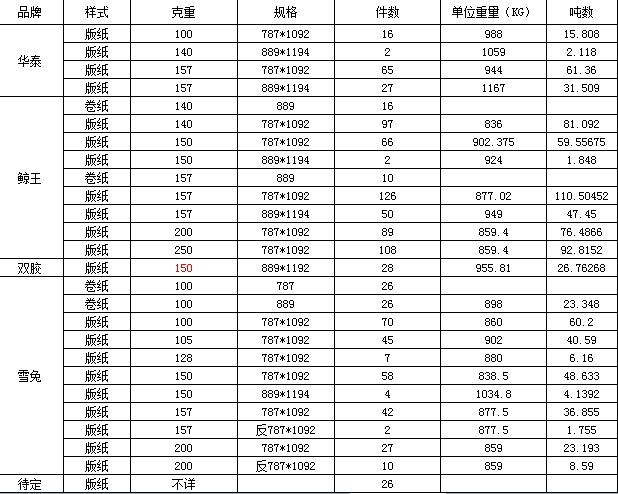 品牌 样式 克重 规格 件数 单位重量（KG） 吨数
华泰 版纸 100 787*1092 16 988 15.808
版纸 140 889*1194 2 1059 2.118
版纸 157 787*1092 65 944 61.36
版纸 157 889*1194 27 1167 31.509
鲸王 卷纸 140 889 16
版纸 140 787*1092 97 836 81.092
版纸 150 787*1092 66 902.375 59.55675
版纸 150 889*1194 2 924 1.848
卷纸 157 889 10
版纸 157 787*1092 126 877.02 110.50452
版纸 157 889*1194 50 949 47.45
版纸 200 787*1092 89 859.4 76.4866
版纸 250 787*1092 108 859.4 92.8152
双胶 版纸 150 889*1192 28 955.81 26.76268
雪兔 卷纸 100 787 26
卷纸 100 889 26 898 23.348
版纸 100 787*1092 70 860 60.2
版纸 105 787*1092 45 902 40.59
版纸 128 787*1092 7 880 6.16
版纸 150 787*1092 58 838.5 48.633
版纸 150 889*1194 4 1034.8 4.1392
版纸 157 787*1092 42 877.5 36.855
版纸 157 反787*1092 2 877.5 1.755
版纸 200 787*1092 27 859 23.193
版纸 200 反787*1092 10 859 8.59
待定 版纸 不详 26